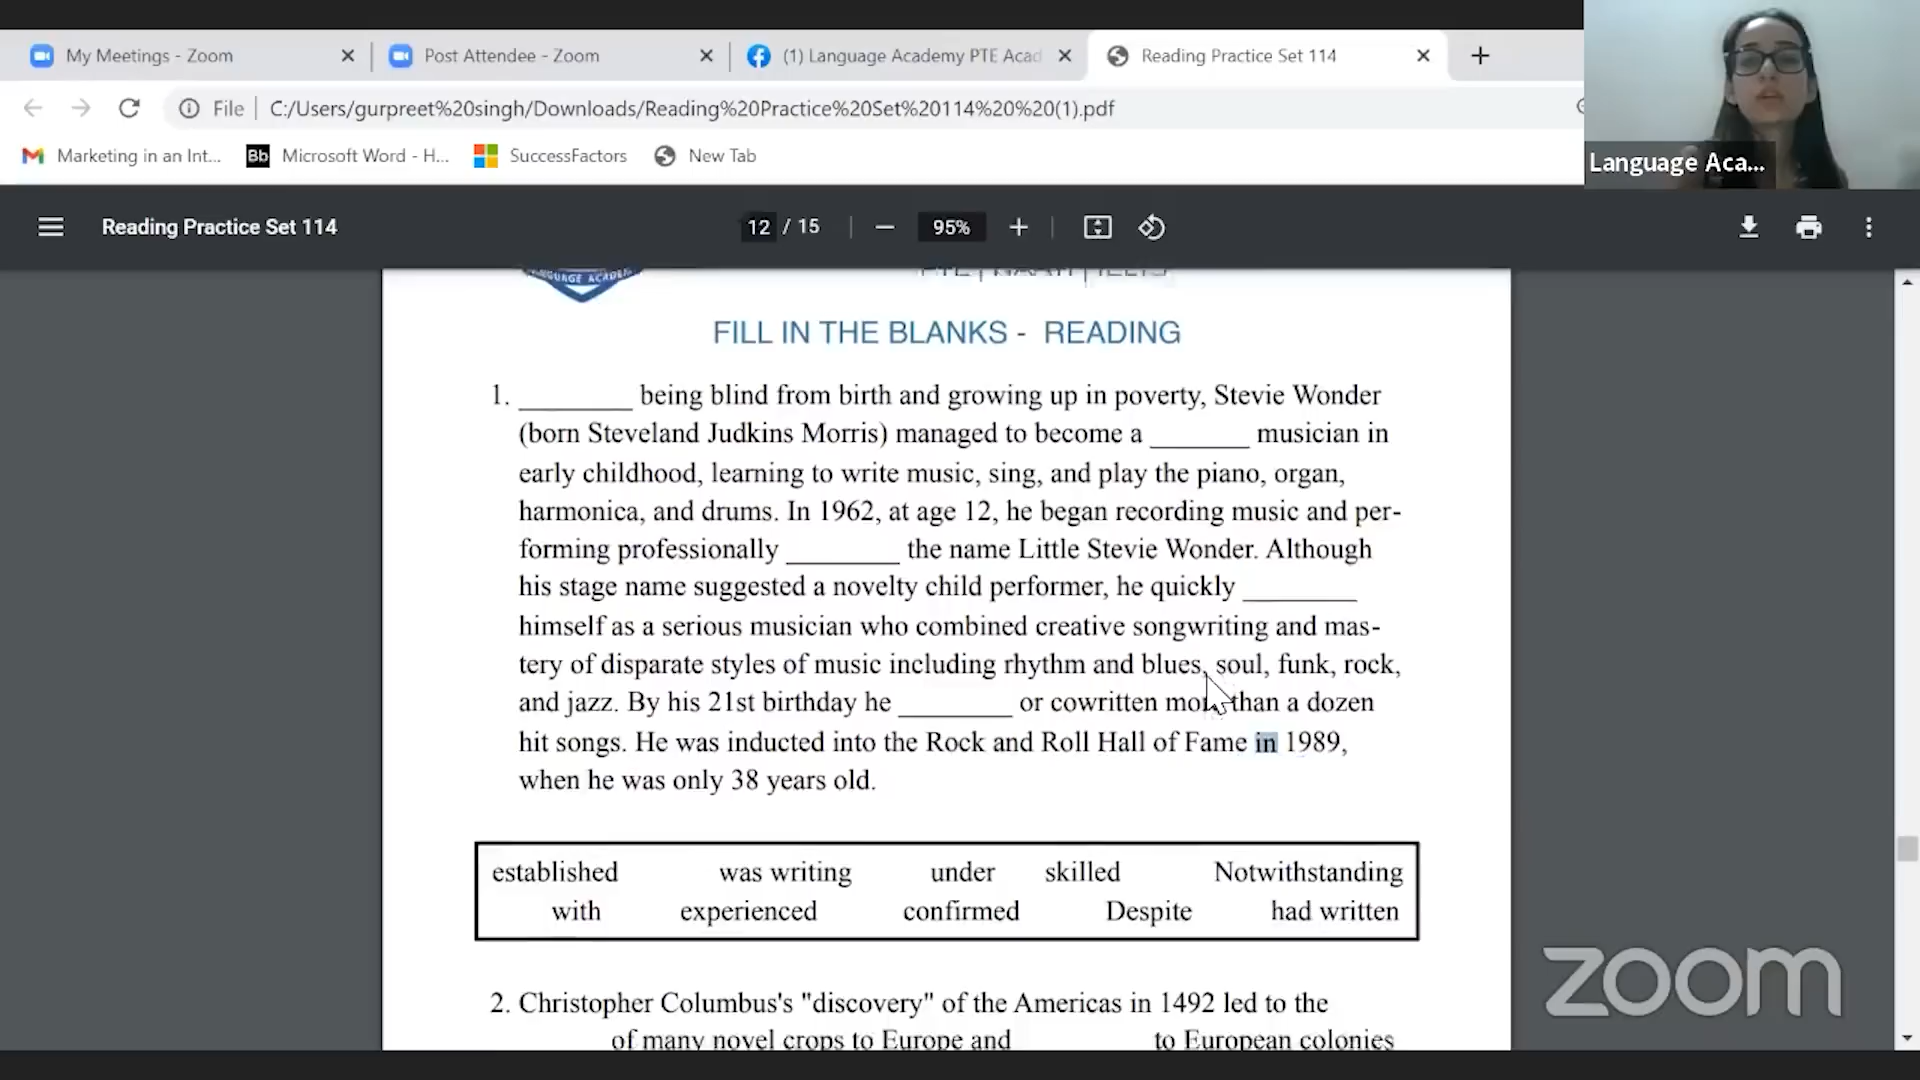 My Meetings - Zoom Post Attendee - Zoom (1) Language Academy PTE Acad Reading Practice Set 114
File C:/Users/gurpreet%20singh/Downloads/Reading%20Practice%20Set%20114%20%20(1).pdf
Marketing in an Int... Bb Microsoft Word - H... SuccessFactors New Tab
Language Aca...
Reading Practice Set 114 12 / 15 95%
FILL IN THE BLANKS - READING
1. ________ being blind from birth and growing up in poverty, Stevie Wonder
(born Steveland Judkins Morris) managed to become a _______ musician in
early childhood, learning to write music, sing, and play the piano, organ,
harmonica, and drums. In 1962, at age 12, he began recording music and per-
forming professionally ________ the name Little Stevie Wonder. Although
his stage name suggested a novelty child performer, he quickly ________
himself as a serious musician who combined creative songwriting and mas-
tery of disparate styles of music including rhythm and blues, soul, funk, rock,
and jazz. By his 21st birthday he ________ or cowritten more than a dozen
hit songs. He was inducted into the Rock and Roll Hall of Fame in 1989,
when he was only 38 years old.
established was writing under skilled Notwithstanding
with experienced confirmed Despite had written
2. Christopher Columbus's "discovery" of the Americas in 1492 led to the
of many novel crops to Europe and to European colonies
zoom